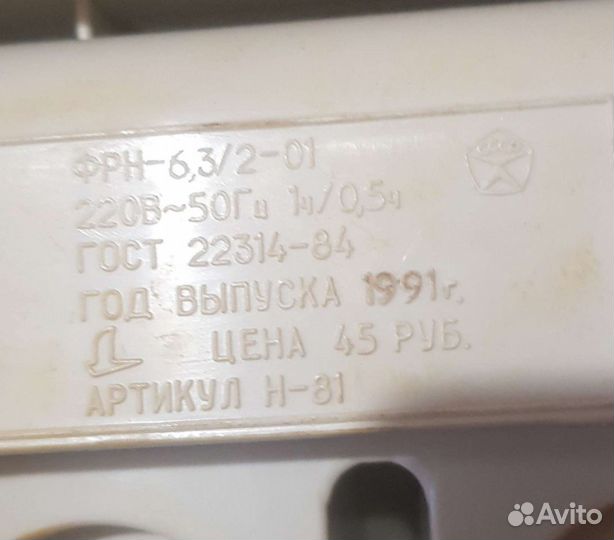 ФРН-6,3/2-01
220В~50Гц 1ч/0,5ч
ГОСТ 22314-84
ГОД ВЫПУСКА 1991г.
ЦЕНА 45 РУБ.
АРТИКУЛ Н-81
Avito